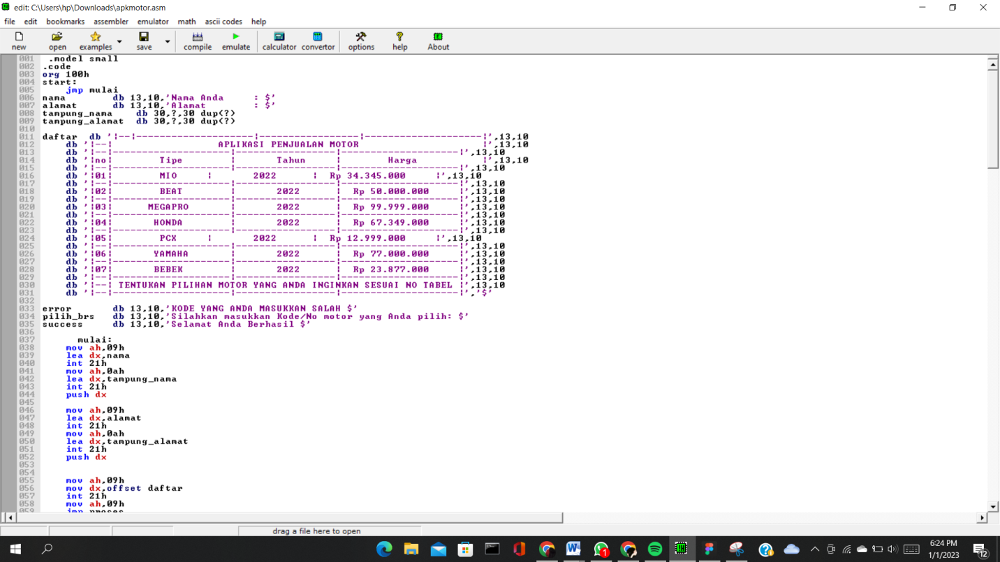 edit: C:\Users\hp\Downloads\apkmotor.asm
file edit bookmarks assembler emulator math ascii codes help
new open examples save compile emulate calculator convertor options help About
001 .model small
002 .code
003 org 100h
004 start:
005 jmp mulai
006 nama db 13,10,'Nama Anda : $'
007 alamat db 13,10,'Alamat : $'
008 tampung_nama db 30,?,30 dup(?)
009 tampung_alamat db 30,?,30 dup(?)
010
011 daftar db '¦--¦--------------------¦-----------------¦--------------------¦',13,10
012 db '¦--¦ APLIKASI PENJUALAN MOTOR ¦',13,10
013 db '¦--¦--------------------¦-----------------¦--------------------¦',13,10
014 db '¦no¦ Tipe ¦ Tahun ¦ Harga ¦',13,10
015 db '¦--¦--------------------¦-----------------¦--------------------¦',13,10
016 db '¦01¦ MIO ¦ 2022 ¦ Rp 34.345.000 ¦',13,10
017 db '¦--¦--------------------¦-----------------¦--------------------¦',13,10
018 db '¦02¦ BEAT ¦ 2022 ¦ Rp 50.000.000 ¦',13,10
019 db '¦--¦--------------------¦-----------------¦--------------------¦',13,10
020 db '¦03¦ MEGAPRO ¦ 2022 ¦ Rp 99.999.000 ¦',13,10
021 db '¦--¦--------------------¦-----------------¦--------------------¦',13,10
022 db '¦04¦ HONDA ¦ 2022 ¦ Rp 67.349.000 ¦',13,10
023 db '¦--¦--------------------¦-----------------¦--------------------¦',13,10
024 db '¦05¦ PCX ¦ 2022 ¦ Rp 12.999.000 ¦',13,10
025 db '¦--¦--------------------¦-----------------¦--------------------¦',13,10
026 db '¦06¦ YAMAHA ¦ 2022 ¦ Rp 77.000.000 ¦',13,10
027 db '¦--¦--------------------¦-----------------¦--------------------¦',13,10
028 db '¦07¦ BEBEK ¦ 2022 ¦ Rp 23.877.000 ¦',13,10
029 db '¦--¦--------------------¦-----------------¦--------------------¦',13,10
030 db '¦--¦ TENTUKAN PILIHAN MOTOR YANG ANDA INGINKAN SESUAI NO TABEL ¦',13,10
031 db '¦--¦--------------------¦-----------------¦--------------------¦','$'
032
033 error db 13,10,'KODE YANG ANDA MASUKKAN SALAH $'
034 pilih_brs db 13,10,'Silahkan masukkan Kode/No motor yang Anda pilih: $'
035 success db 13,10,'Selamat Anda Berhasil $'
036
037 mulai:
038 mov ah,09h
039 lea dx,nama
040 int 21h
041 mov ah,0ah
042 lea dx,tampung_nama
043 int 21h
044 push dx
045
046 mov ah,09h
047 lea dx,alamat
048 int 21h
049 mov ah,0ah
050 lea dx,tampung_alamat
051 int 21h
052 push dx
053
054
055 mov ah,09h
056 mov dx,offset daftar
057 int 21h
058 mov ah,09h
059 jmp proses
drag a file here to open
6:24 PM
1/1/2023
1
12